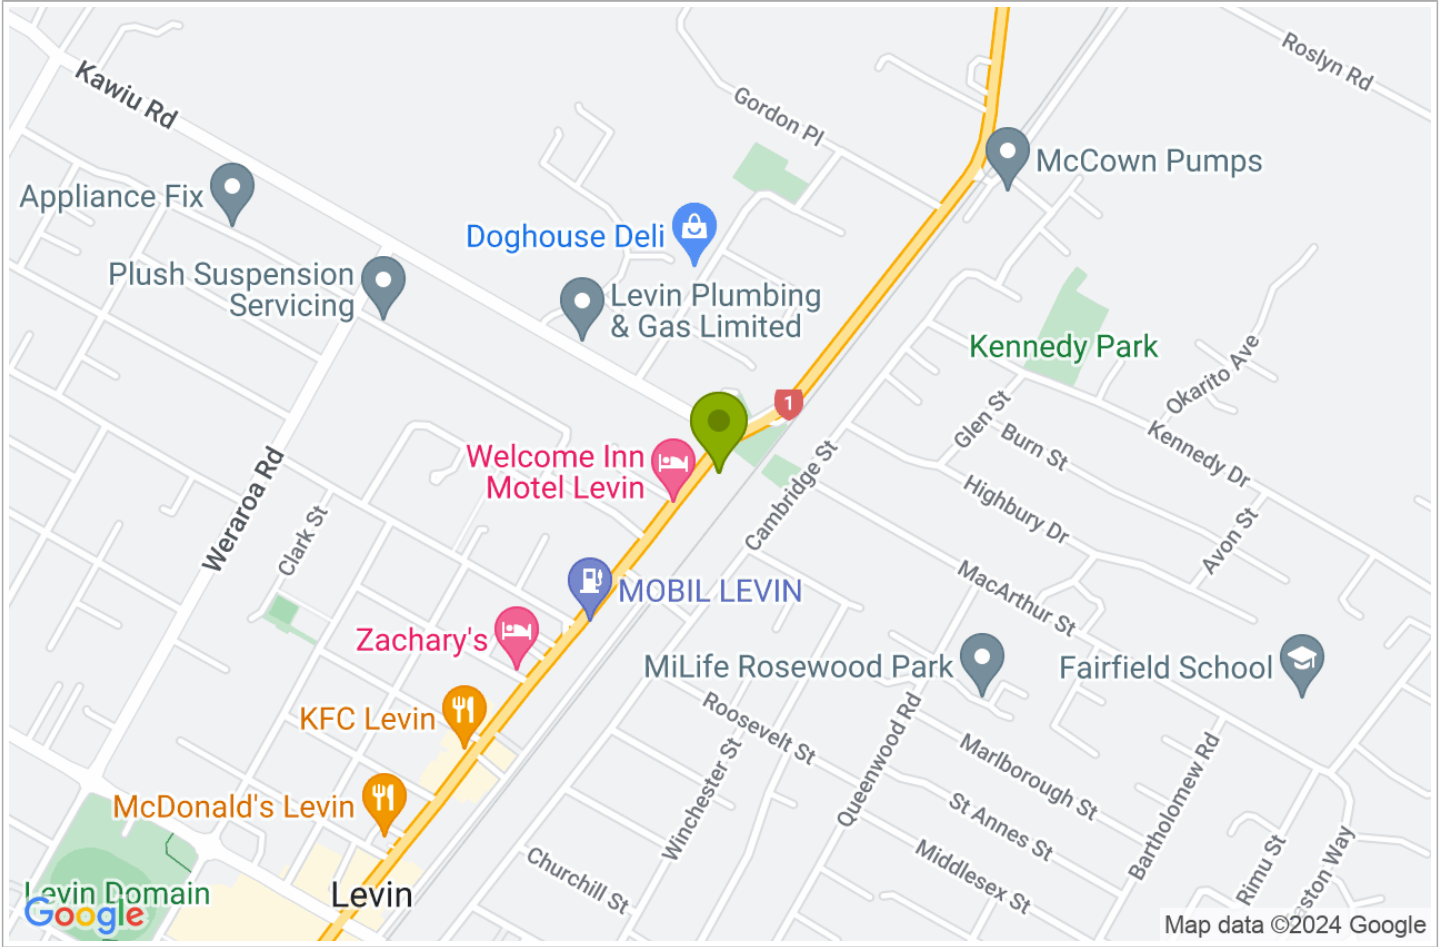 Roslyn Rd
Kawiu Rd
Gordon Pl
McCown Pumps
Appliance Fix
Doghouse Deli
Plush Suspension
Servicing
Levin Plumbing
& Gas Limited
Kennedy Park
Okarito Ave
1
Glen St
Burn St
Kennedy Dr
Welcome Inn
Motel Levin
Cambridge St
Highbury Dr
Weraroa Rd
Clark St
Avon St
MOBIL LEVIN
MacArthur St
Zachary's
MiLife Rosewood Park
Fairfield School
KFC Levin
Roosevelt St
Queenwood Rd
Marlborough St
Winchester St
Bartholomew Rd
McDonald's Levin
St Annes St
Middlesex St
Churchill St
Rimu St
aston Way
Levin Domain
Levin
Google
Map data ©2024 Google